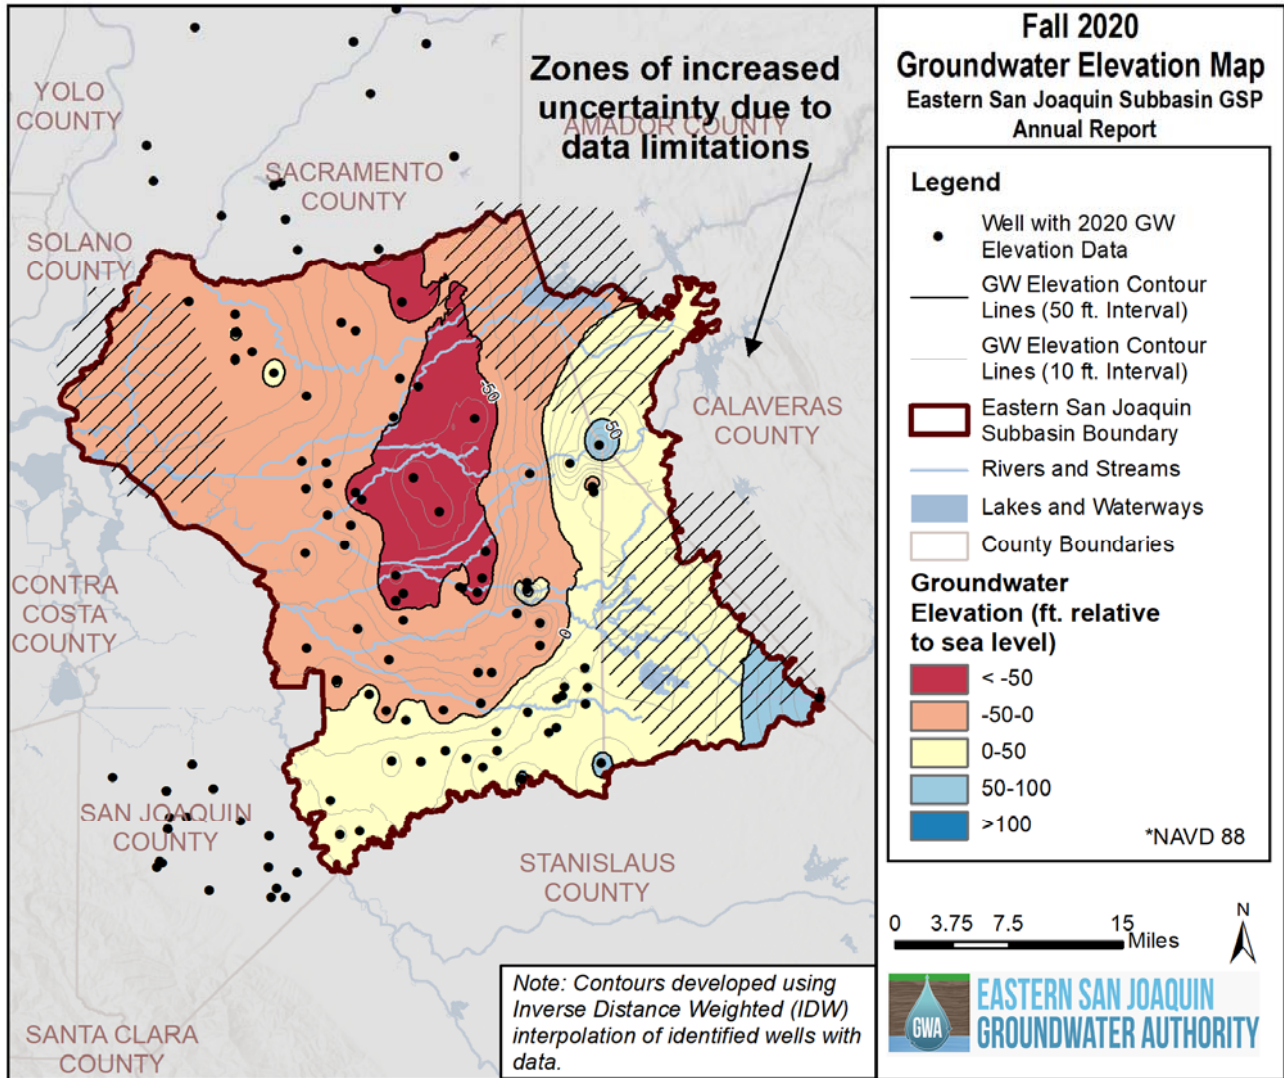 Fall 2020
Groundwater Elevation Map
Eastern San Joaquin Subbasin GSP
Annual Report
Legend
Well with 2020 GW
Elevation Data
GW Elevation Contour
Lines (50 ft. Interval)
GW Elevation Contour
Lines (10 ft. Interval)
Eastern San Joaquin
Subbasin Boundary
Rivers and Streams
Lakes and Waterways
County Boundaries
Groundwater
Elevation (ft. relative
to sea level)
< -50
-50-0
0-50
50-100
>100
*NAVD 88
0 3.75 7.5 15
Miles
N
GWA
EASTERN SAN JOAQUIN
GROUNDWATER AUTHORITY
Zones of increased
uncertainty due to
data limitations
YOLO
COUNTY
AMADOR COUNTY
SACRAMENTO
COUNTY
SOLANO
COUNTY
CALAVERAS
COUNTY
CONTRA
COSTA
COUNTY
SAN JOAQUIN
COUNTY
STANISLAUS
COUNTY
SANTA CLARA
COUNTY
-50
50
0
Note: Contours developed using
Inverse Distance Weighted (IDW)
interpolation of identified wells with
data.